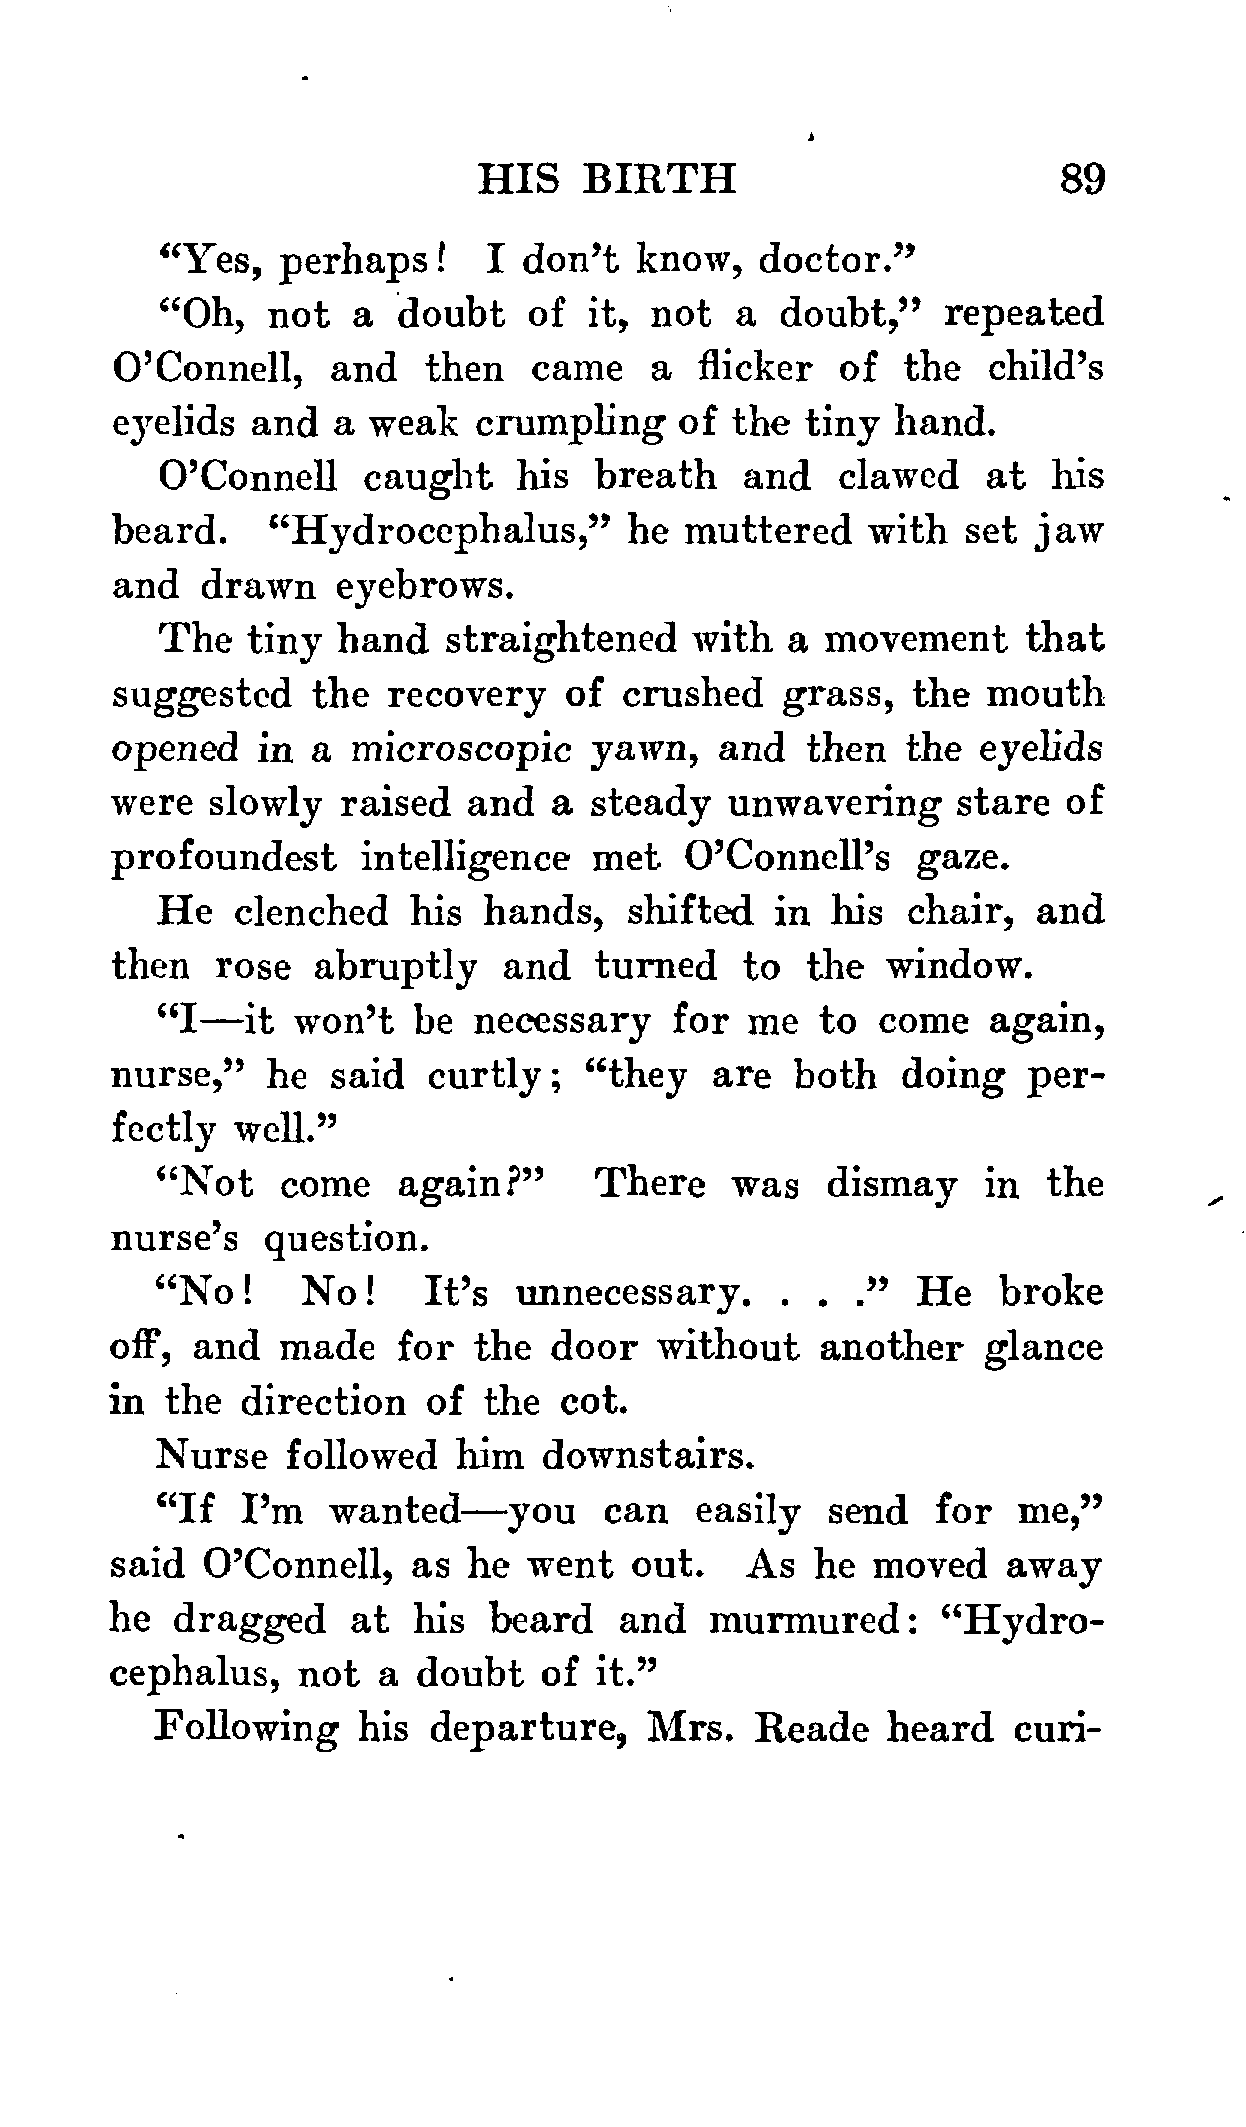 HIS BIRTH 89
“Yes, perhaps! I don’t know, doctor.”
“Oh, not a doubt of it, not a doubt,” repeated
O’Connell, and then came a flicker of the child’s
eyelids and a weak crumpling of the tiny hand.
O’Connell caught his breath and clawed at his
beard. “Hydrocephalus,” he muttered with set jaw
and drawn eyebrows.
The tiny hand straightened with a movement that
suggested the recovery of crushed grass, the mouth
opened in a microscopic yawn, and then the eyelids
were slowly raised and a steady unwavering stare of
profoundest intelligence met O’Connell’s gaze.
He clenched his hands, shifted in his chair, and
then rose abruptly and turned to the window.
“I—it won’t be necessary for me to come again,
nurse,” he said curtly; “they are both doing per-
fectly well.”
“Not come again?” There was dismay in the
nurse’s question.
“No! No! It’s unnecessary. . . .” He broke
off, and made for the door without another glance
in the direction of the cot.
Nurse followed him downstairs.
“If I’m wanted—you can easily send for me,”
said O’Connell, as he went out. As he moved away
he dragged at his beard and murmured: “Hydro-
cephalus, not a doubt of it.”
Following his departure, Mrs. Reade heard curi-